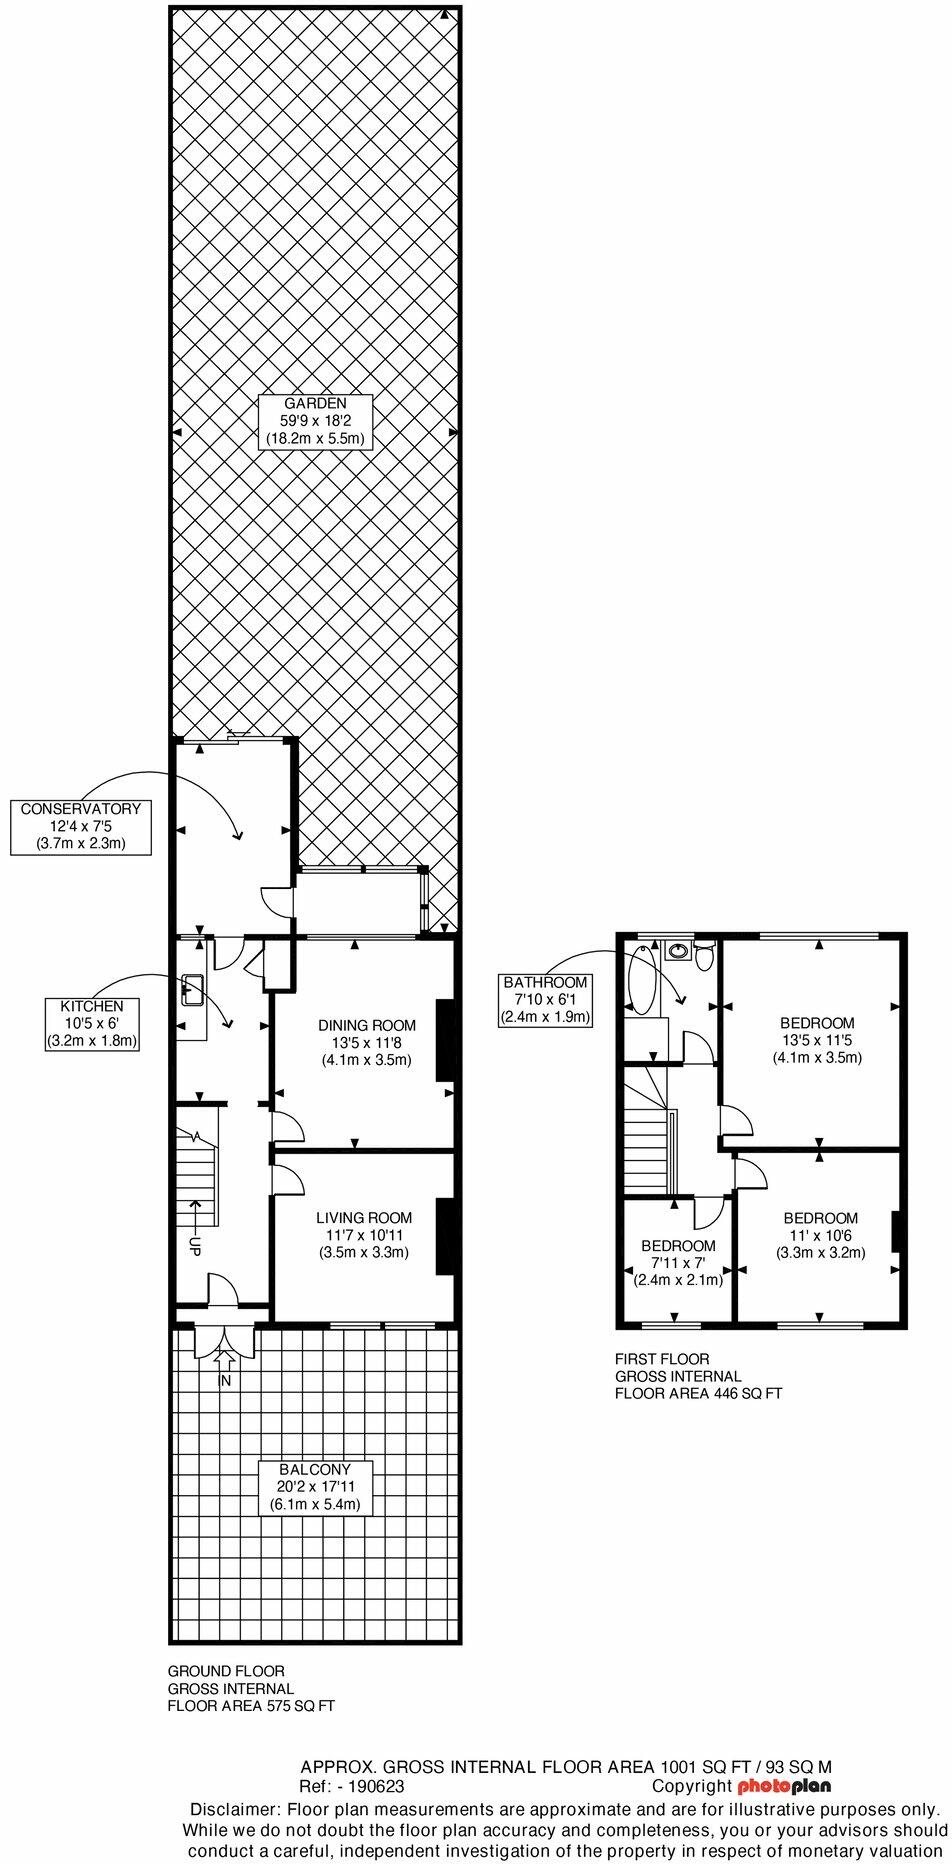 GARDEN
59'9 x 18'2
(18.2m x 5.5m)
CONSERVATORY
12'4 x 7'5
(3.7m x 2.3m)
KITCHEN
10'5 x 6'
(3.2m x 1.8m)
DINING ROOM
13'5 x 11'8
(4.1m x 3.5m)
LIVING ROOM
11'7 x 10'11
(3.5m x 3.3m)
UP
IN
BALCONY
20'2 x 17'11
(6.1m x 5.4m)
GROUND FLOOR
GROSS INTERNAL
FLOOR AREA 575 SQ FT
BATHROOM
7'10 x 6'1
(2.4m x 1.9m)
BEDROOM
13'5 x 11'5
(4.1m x 3.5m)
BEDROOM
11' x 10'6
(3.3m x 3.2m)
BEDROOM
7'11 x 7'
(2.4m x 2.1m)
FIRST FLOOR
GROSS INTERNAL
FLOOR AREA 446 SQ FT
APPROX. GROSS INTERNAL FLOOR AREA 1001 SQ FT / 93 SQ M
Ref: - 190623
Copyright photoplan
Disclaimer: Floor plan measurements are approximate and are for illustrative purposes only.
While we do not doubt the floor plan accuracy and completeness, you or your advisors should
conduct a careful, independent investigation of the property in respect of monetary valuation